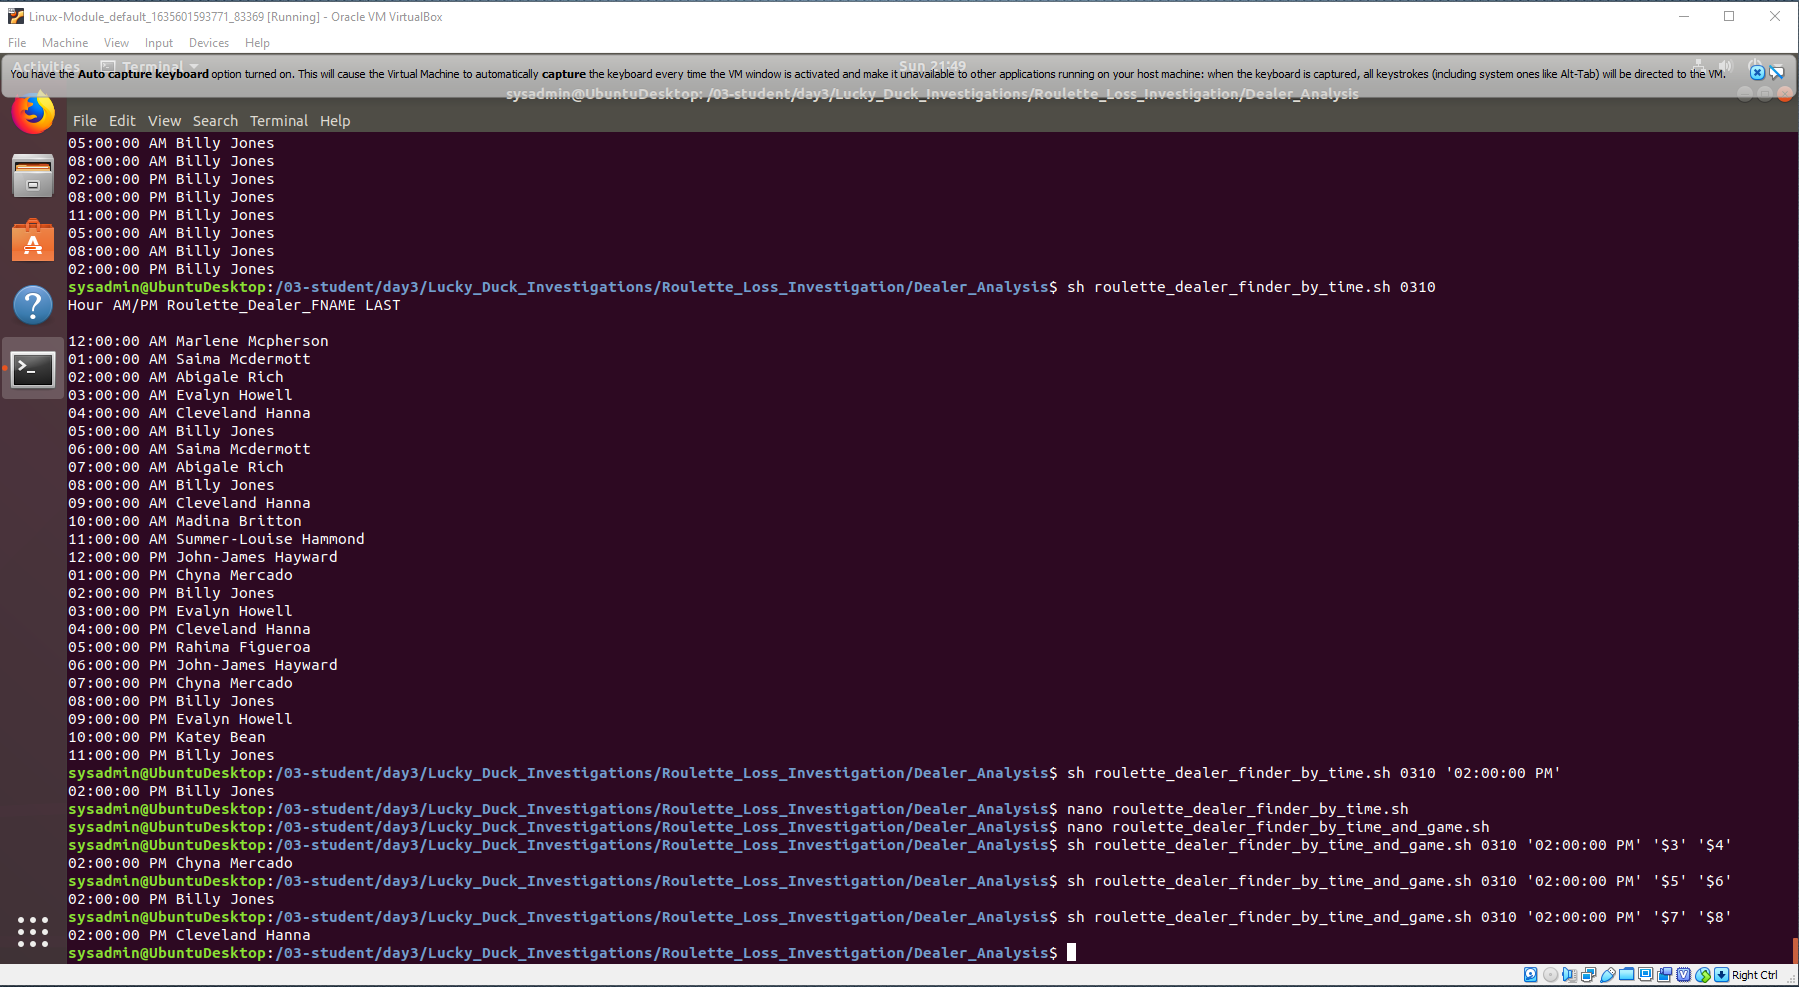 Linux-Module_default_1635601593771_83369 [Running] - Oracle VM VirtualBox
File Machine View Input Devices Help
Activities Terminal Sun 21:49
You have the Auto capture keyboard option turned on. This will cause the Virtual Machine to automatically capture the keyboard every time the VM window is activated and make it unavailable to other applications running on your host machine: when the keyboard is captured, all keystrokes (including system ones like Alt-Tab) will be directed to the VM.
sysadmin@UbuntuDesktop: /03-student/day3/Lucky_Duck_Investigations/Roulette_Loss_Investigation/Dealer_Analysis
File Edit View Search Terminal Help
05:00:00 AM Billy Jones
08:00:00 AM Billy Jones
02:00:00 PM Billy Jones
08:00:00 PM Billy Jones
11:00:00 PM Billy Jones
05:00:00 AM Billy Jones
08:00:00 AM Billy Jones
02:00:00 PM Billy Jones
sysadmin@UbuntuDesktop:/03-student/day3/Lucky_Duck_Investigations/Roulette_Loss_Investigation/Dealer_Analysis$ sh roulette_dealer_finder_by_time.sh 0310
Hour AM/PM Roulette_Dealer_FNAME LAST
12:00:00 AM Marlene Mcpherson
01:00:00 AM Saima Mcdermott
02:00:00 AM Abigale Rich
03:00:00 AM Evalyn Howell
04:00:00 AM Cleveland Hanna
05:00:00 AM Billy Jones
06:00:00 AM Saima Mcdermott
07:00:00 AM Abigale Rich
08:00:00 AM Billy Jones
09:00:00 AM Cleveland Hanna
10:00:00 AM Madina Britton
11:00:00 AM Summer-Louise Hammond
12:00:00 PM John-James Hayward
01:00:00 PM Chyna Mercado
02:00:00 PM Billy Jones
03:00:00 PM Evalyn Howell
04:00:00 PM Cleveland Hanna
05:00:00 PM Rahima Figueroa
06:00:00 PM John-James Hayward
07:00:00 PM Chyna Mercado
08:00:00 PM Billy Jones
09:00:00 PM Evalyn Howell
10:00:00 PM Katey Bean
11:00:00 PM Billy Jones
sysadmin@UbuntuDesktop:/03-student/day3/Lucky_Duck_Investigations/Roulette_Loss_Investigation/Dealer_Analysis$ sh roulette_dealer_finder_by_time.sh 0310 '02:00:00 PM'
02:00:00 PM Billy Jones
sysadmin@UbuntuDesktop:/03-student/day3/Lucky_Duck_Investigations/Roulette_Loss_Investigation/Dealer_Analysis$ nano roulette_dealer_finder_by_time.sh
sysadmin@UbuntuDesktop:/03-student/day3/Lucky_Duck_Investigations/Roulette_Loss_Investigation/Dealer_Analysis$ nano roulette_dealer_finder_by_time_and_game.sh
sysadmin@UbuntuDesktop:/03-student/day3/Lucky_Duck_Investigations/Roulette_Loss_Investigation/Dealer_Analysis$ sh roulette_dealer_finder_by_time_and_game.sh 0310 '02:00:00 PM' '$3' '$4'
02:00:00 PM Chyna Mercado
sysadmin@UbuntuDesktop:/03-student/day3/Lucky_Duck_Investigations/Roulette_Loss_Investigation/Dealer_Analysis$ sh roulette_dealer_finder_by_time_and_game.sh 0310 '02:00:00 PM' '$5' '$6'
02:00:00 PM Billy Jones
sysadmin@UbuntuDesktop:/03-student/day3/Lucky_Duck_Investigations/Roulette_Loss_Investigation/Dealer_Analysis$ sh roulette_dealer_finder_by_time_and_game.sh 0310 '02:00:00 PM' '$7' '$8'
02:00:00 PM Cleveland Hanna
sysadmin@UbuntuDesktop:/03-student/day3/Lucky_Duck_Investigations/Roulette_Loss_Investigation/Dealer_Analysis$
Right Ctrl